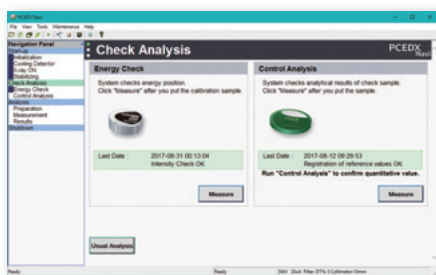 PCEDX Navi
File View Tools Maintenance Help
Navigation Panel
Start-up
Initialization
Cooling Detector
X-ray ON
Stabilizing
Check Analysis
Energy Check
Control Analysis
Analysis
Preparation
Measurement
Results
Shutdown
Check Analysis
PCEDX
Navi
Energy Check
System checks energy position.
Click "Measure" after you put the calibration sample.
Last Date : 2017-08-31 00:13:04
Intensity Check OK
Measure
Control Analysis
System checks analytical results of check sample.
Click "Measure" after you put the sample.
Last Date : 2017-08-12 09:29:53
Registration of reference values OK
Run "Control Analysis" to confirm quantitative value.
Measure
Usual Analysis
Ready
Ready